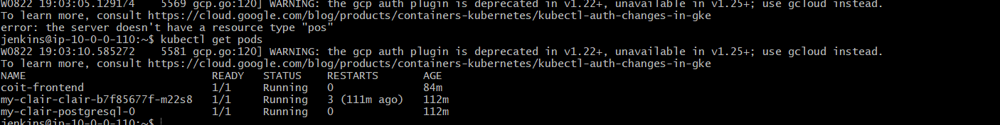 W0822 19:03:05.129174    5569 gcp.go:120] WARNING: the gcp auth plugin is deprecated in v1.22+, unavailable in v1.25+; use gcloud instead.
To learn more, consult https://cloud.google.com/blog/products/containers-kubernetes/kubectl-auth-changes-in-gke
error: the server doesn't have a resource type "pos"
jenkins@ip-10-0-0-110:~$ kubectl get pods
W0822 19:03:10.585272    5581 gcp.go:120] WARNING: the gcp auth plugin is deprecated in v1.22+, unavailable in v1.25+; use gcloud instead.
To learn more, consult https://cloud.google.com/blog/products/containers-kubernetes/kubectl-auth-changes-in-gke
NAME                             READY   STATUS    RESTARTS       AGE
coit-frontend                    1/1     Running   0              84m
my-clair-clair-b7f85677f-m22s8   1/1     Running   3 (111m ago)   112m
my-clair-postgresql-0            1/1     Running   0              112m
jenkins@ip-10-0-0-110:~$